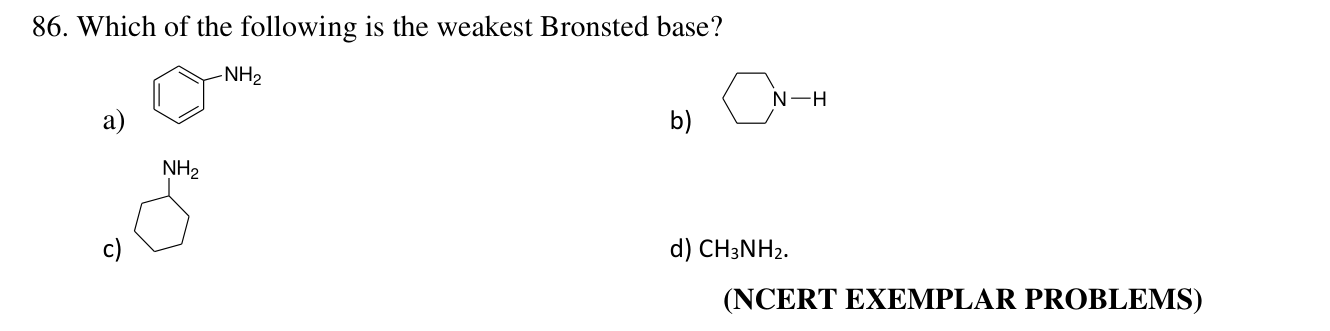 86. Which of the following is the weakest Bronsted base?
NH₂
a)
N—H
b)
NH₂
c)
d) CH₃NH₂.
(NCERT EXEMPLAR PROBLEMS)